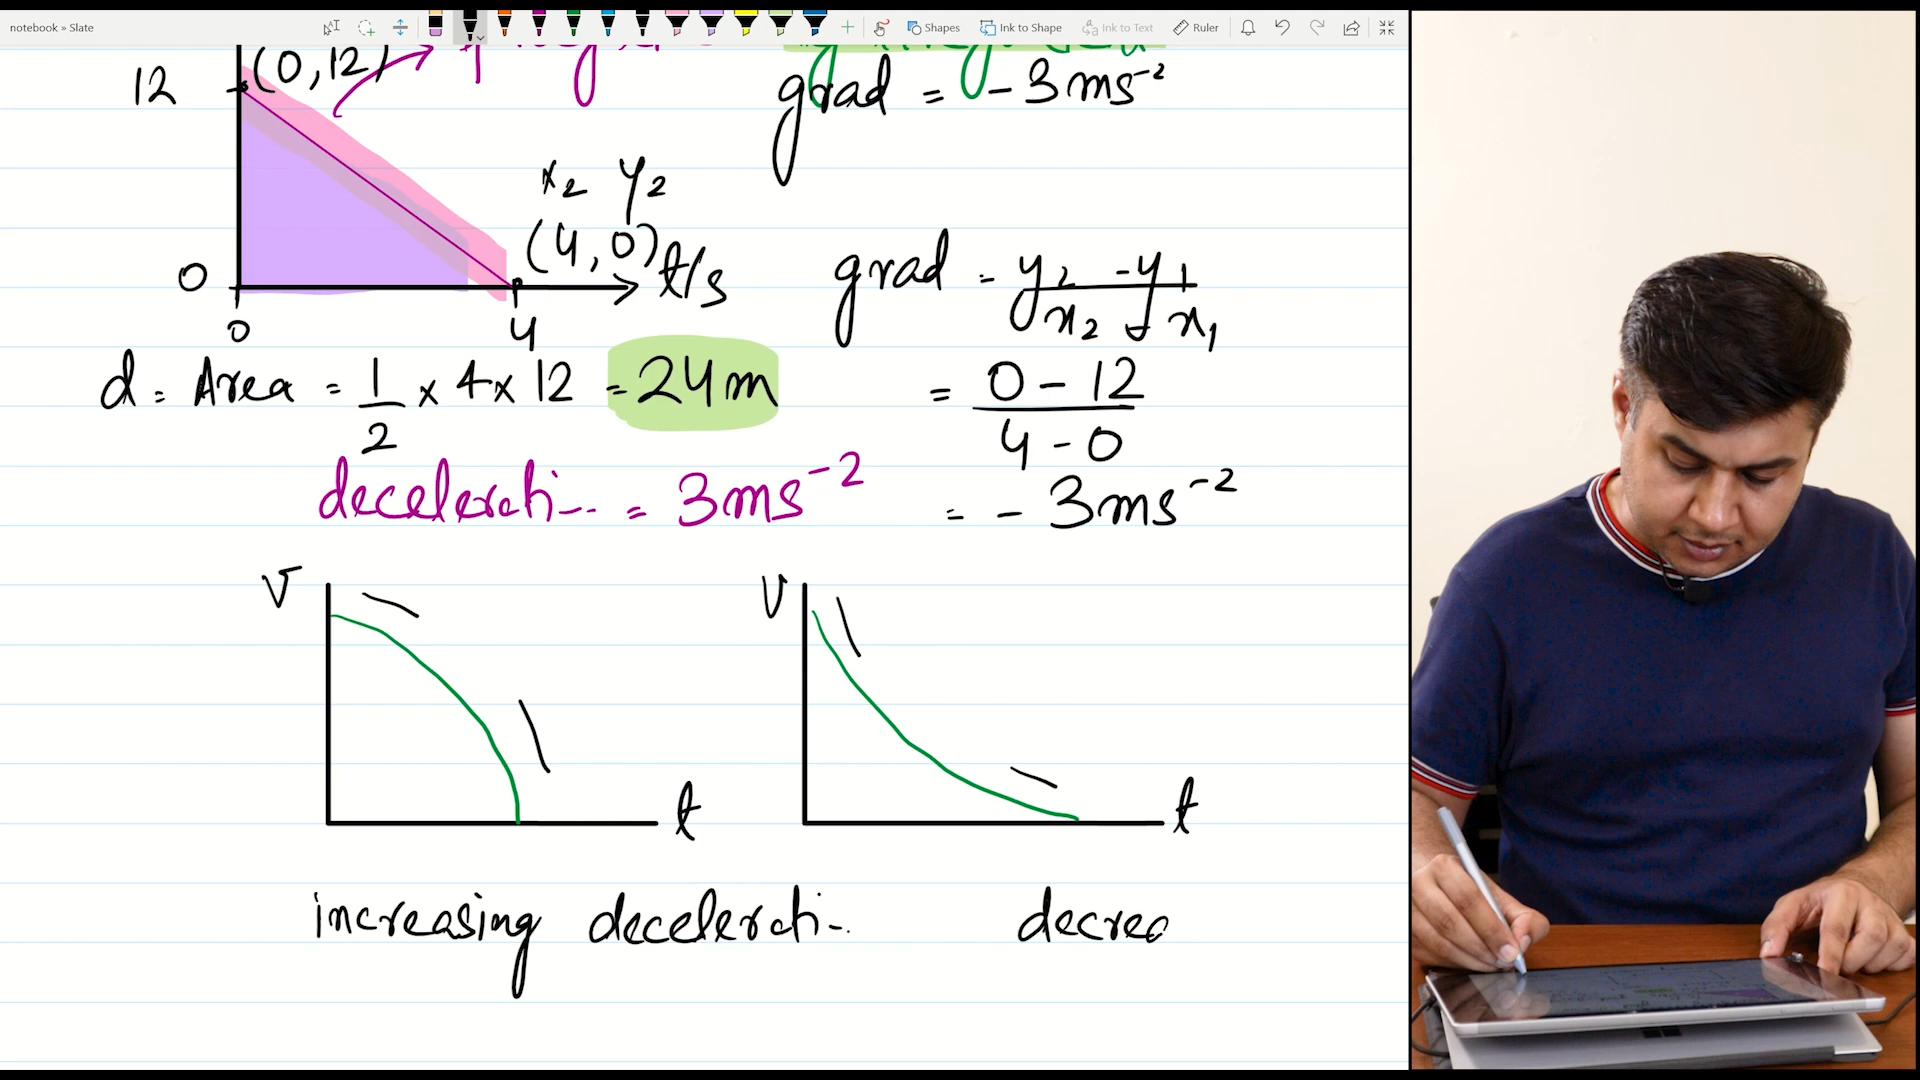 notebook » Slate
Shapes Ink to Shape Ink to Text Ruler
12 (0,12)
grad = -3ms⁻²
x₂ y₂
(4,0)
0 t/s
0 4
grad = y₂ - y₁ / x₂ - x₁
d = Area = 1/2 x 4 x 12 = 24m
= 0 - 12 / 4 - 0
decelerati-.. = 3ms⁻²
= - 3ms⁻²
V t
V t
increasing decelerati-.
decrea